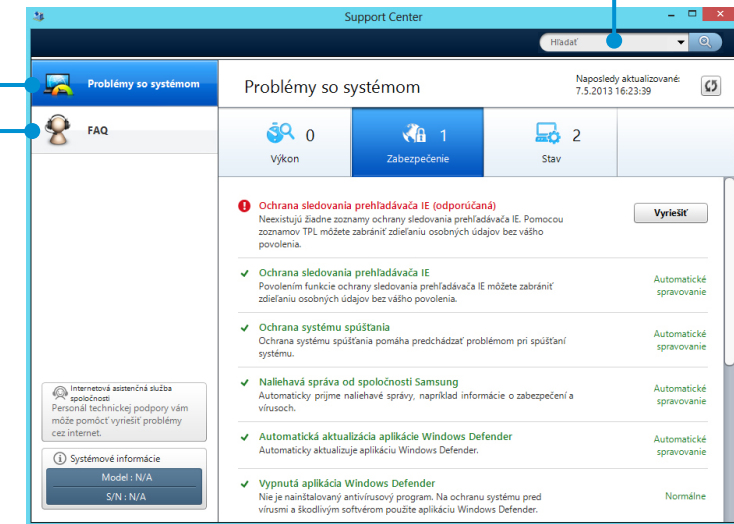 Support Center
Hľadať
Problémy so systémom
FAQ
Problémy so systémom
Naposledy aktualizované:
7.5.2013 16:23:39
0
Výkon
1
Zabezpečenie
2
Stav
Ochrana sledovania prehľadávača IE (odporúčaná)
Neexistujú žiadne zoznamy ochrany sledovania prehľadávača IE. Pomocou
zoznamov TPL môžete zabrániť zdieľaniu osobných údajov bez vášho
povolenia.
Vyriešiť
Ochrana sledovania prehľadávača IE
Povolením funkcie ochrany sledovania prehľadávača IE môžete zabrániť
zdieľaniu osobných údajov bez vášho povolenia.
Automatické
spravovanie
Ochrana systému spúšťania
Ochrana systému spúšťania pomáha predchádzať problémom pri spúšťaní
systému.
Automatické
spravovanie
Naliehavá správa od spoločnosti Samsung
Automaticky prijme naliehavé správy, napríklad informácie o zabezpečení a
vírusoch.
Automatické
spravovanie
Automatická aktualizácia aplikácie Windows Defender
Automaticky aktualizuje aplikáciu Windows Defender.
Automatické
spravovanie
Vypnutá aplikácia Windows Defender
Nie je nainštalovaný antivírusový program. Na ochranu systému pred
vírusmi a škodlivým softvérom použite aplikáciu Windows Defender.
Normálne
Internetová asistenčná služba
spoločnosti
Personál technickej podpory vám
môže pomôcť vyriešiť problémy
cez internet.
Systémové informácie
Model : N/A
S/N : N/A